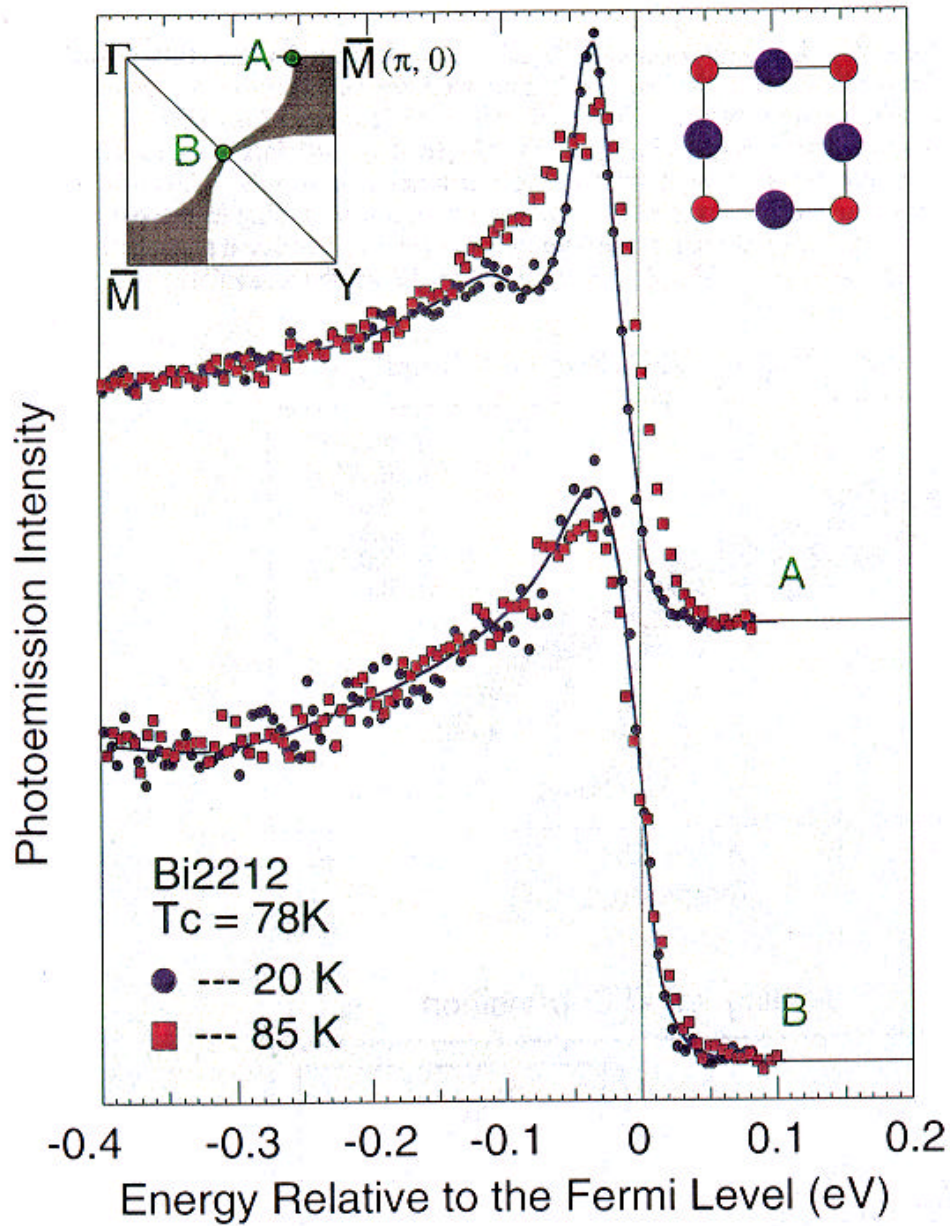 Γ
A
M̅ (π, 0)
B
M̅
Y
Photoemission Intensity
A
Bi2212
Tc = 78K
--- 20 K
--- 85 K
B
-0.4 -0.3 -0.2 -0.1 0 0.1 0.2
Energy Relative to the Fermi Level (eV)